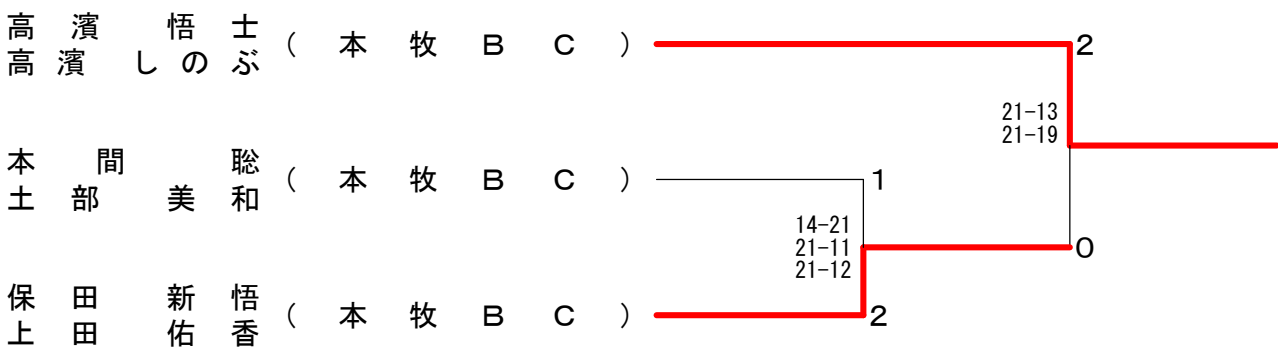 高濱 悟士
高濱 しのぶ
( 本牧BC )
2
21-13
21-19
本間 聡
土部 美和
( 本牧BC )
1
14-21
21-11
21-12
0
保田 新悟
上田 佑香
( 本牧BC )
2